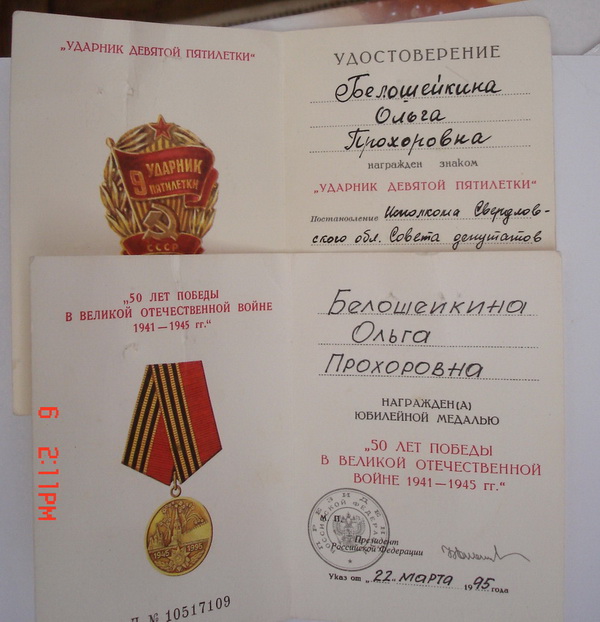 „УДАРНИК ДЕВЯТОЙ ПЯТИЛЕТКИ“
9 УДАРНИК
ПЯТИЛЕТКИ
СССР
УДОСТОВЕРЕНИЕ
Белошейкина
Ольга
Прохоровна
награжден знаком
„УДАРНИК ДЕВЯТОЙ ПЯТИЛЕТКИ“
Постановление Исполкома Свердлов-
ского обл. Совета депутатов
„50 ЛЕТ ПОБЕДЫ
В ВЕЛИКОЙ ОТЕЧЕСТВЕННОЙ ВОЙНЕ
1941—1945 гг.“
1945 1995
№ 10517109
Белошейкина
Ольга
Прохоровна
НАГРАЖДЕН(А)
ЮБИЛЕЙНОЙ МЕДАЛЬЮ
„50 ЛЕТ ПОБЕДЫ
В ВЕЛИКОЙ ОТЕЧЕСТВЕННОЙ
ВОЙНЕ 1941—1945 гг.“
М. П.
Президент
Российской Федерации
Указ от „22„ марта 1995 года
6 2:11PM